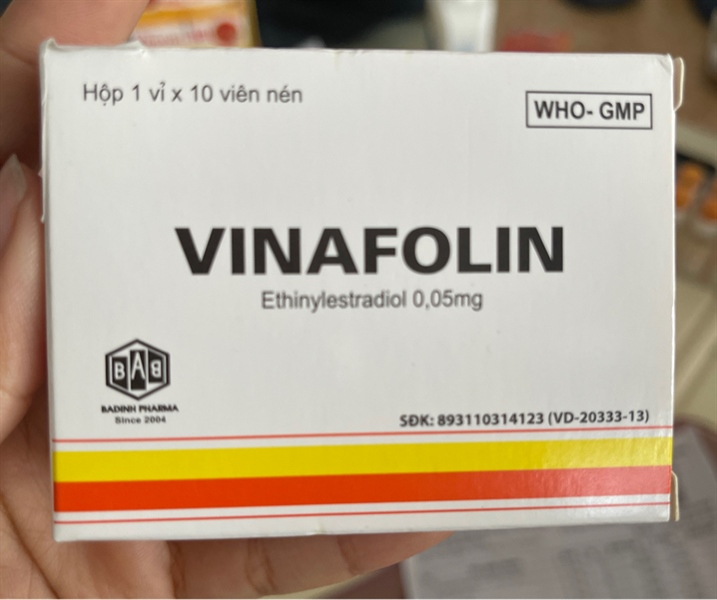 Hộp 1 vỉ x 10 viên nén
WHO- GMP
VINAFOLIN
Ethinylestradiol 0,05mg
BAB
BADINH PHARMA
Since 2004
SĐK: 893110314123 (VD-20333-13)